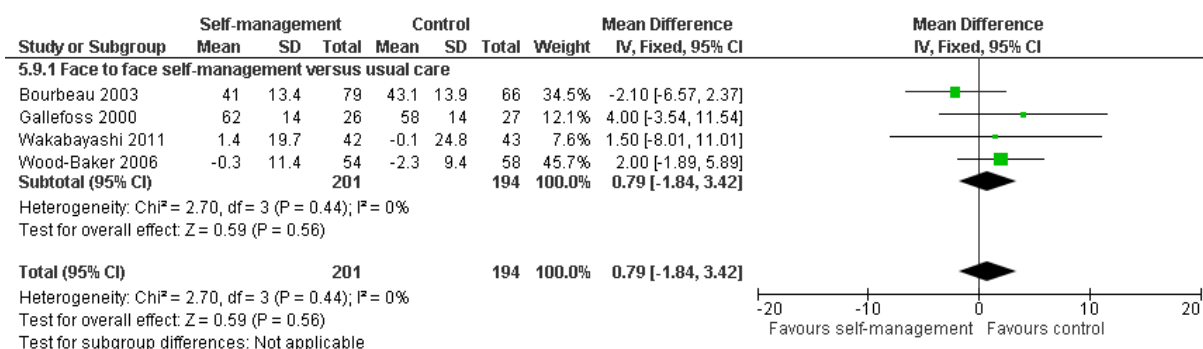 Self-management Control Mean Difference Mean Difference
Study or Subgroup Mean SD Total Mean SD Total Weight IV, Fixed, 95% CI IV, Fixed, 95% CI
5.9.1 Face to face self-management versus usual care
Bourbeau 2003 41 13.4 79 43.1 13.9 66 34.5% -2.10 [-6.57, 2.37]
Gallefoss 2000 62 14 26 58 14 27 12.1% 4.00 [-3.54, 11.54]
Wakabayashi 2011 1.4 19.7 42 -0.1 24.8 43 7.6% 1.50 [-8.01, 11.01]
Wood-Baker 2006 -0.3 11.4 54 -2.3 9.4 58 45.7% 2.00 [-1.89, 5.89]
Subtotal (95% CI) 201 194 100.0% 0.79 [-1.84, 3.42]
Heterogeneity: Chi² = 2.70, df = 3 (P = 0.44); I² = 0%
Test for overall effect: Z = 0.59 (P = 0.56)
Total (95% CI) 201 194 100.0% 0.79 [-1.84, 3.42]
Heterogeneity: Chi² = 2.70, df = 3 (P = 0.44); I² = 0%
Test for overall effect: Z = 0.59 (P = 0.56)
Test for subgroup differences: Not applicable
-20 -10 0 10 20
Favours self-management Favours control